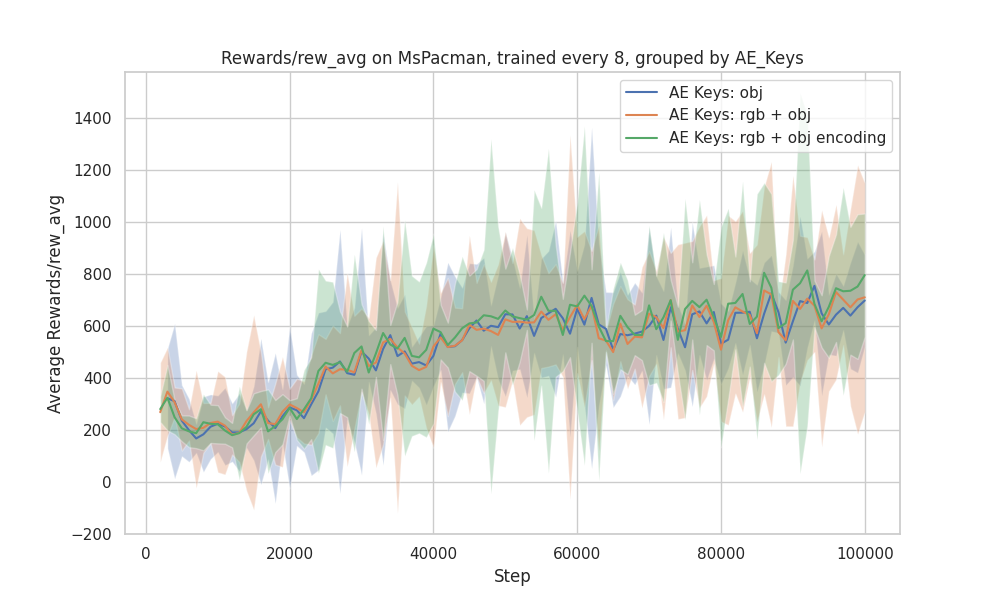 Rewards/rew_avg on MsPacman, trained every 8, grouped by AE_Keys
AE Keys: obj
AE Keys: rgb + obj
AE Keys: rgb + obj encoding
Average Rewards/rew_avg
1400
1200
1000
800
600
400
200
0
−200
0 20000 40000 60000 80000 100000
Step